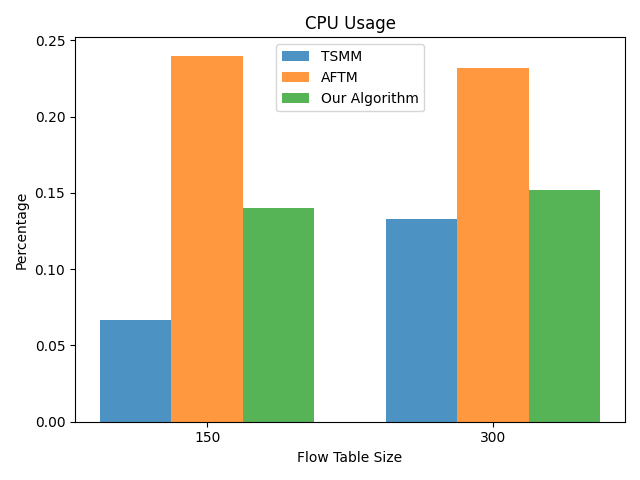 CPU Usage
TSMM
AFTM
Our Algorithm
Percentage
0.25
0.20
0.15
0.10
0.05
0.00
150
300
Flow Table Size